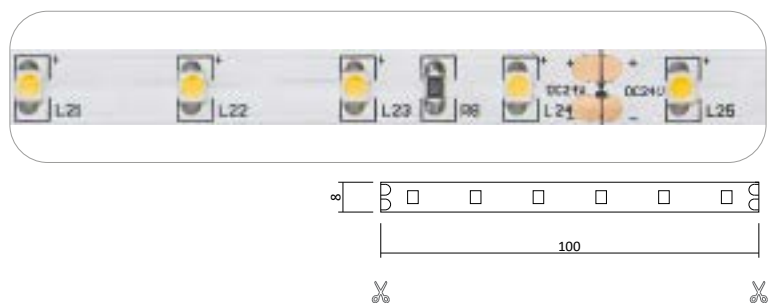 + + + + + + +
L21 L22 L23 R8 L24 DC24V DC24V L25
- -
8
100